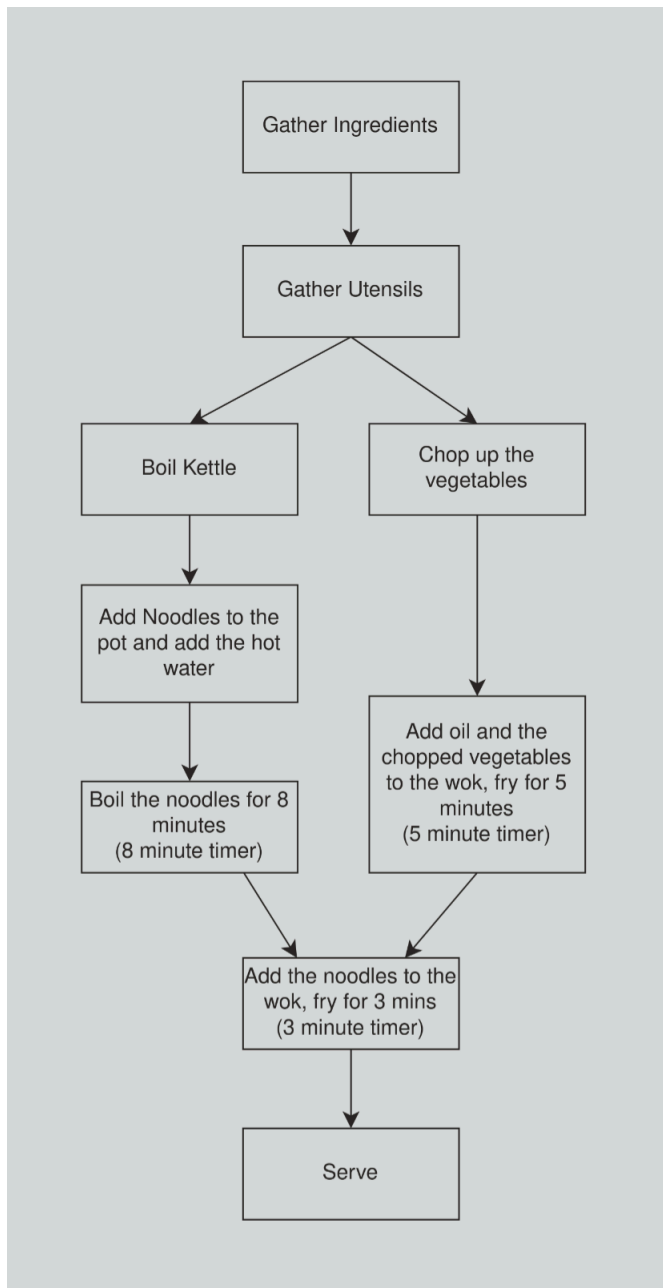 Gather Ingredients
Gather Utensils
Boil Kettle
Chop up the
vegetables
Add Noodles to the
pot and add the hot
water
Add oil and the
chopped vegetables
to the wok, fry for 5
minutes
(5 minute timer)
Boil the noodles for 8
minutes
(8 minute timer)
Add the noodles to the
wok, fry for 3 mins
(3 minute timer)
Serve